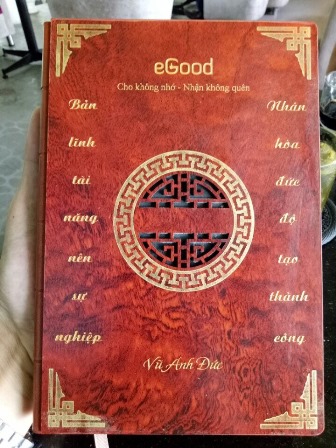 eGood
Cho không nhớ - Nhận không quên
Bản
lĩnh
tài
năng
nên
sự
nghiệp
Nhân
hòa
đức
độ
tạo
thành
công
Vũ Ánh Đức